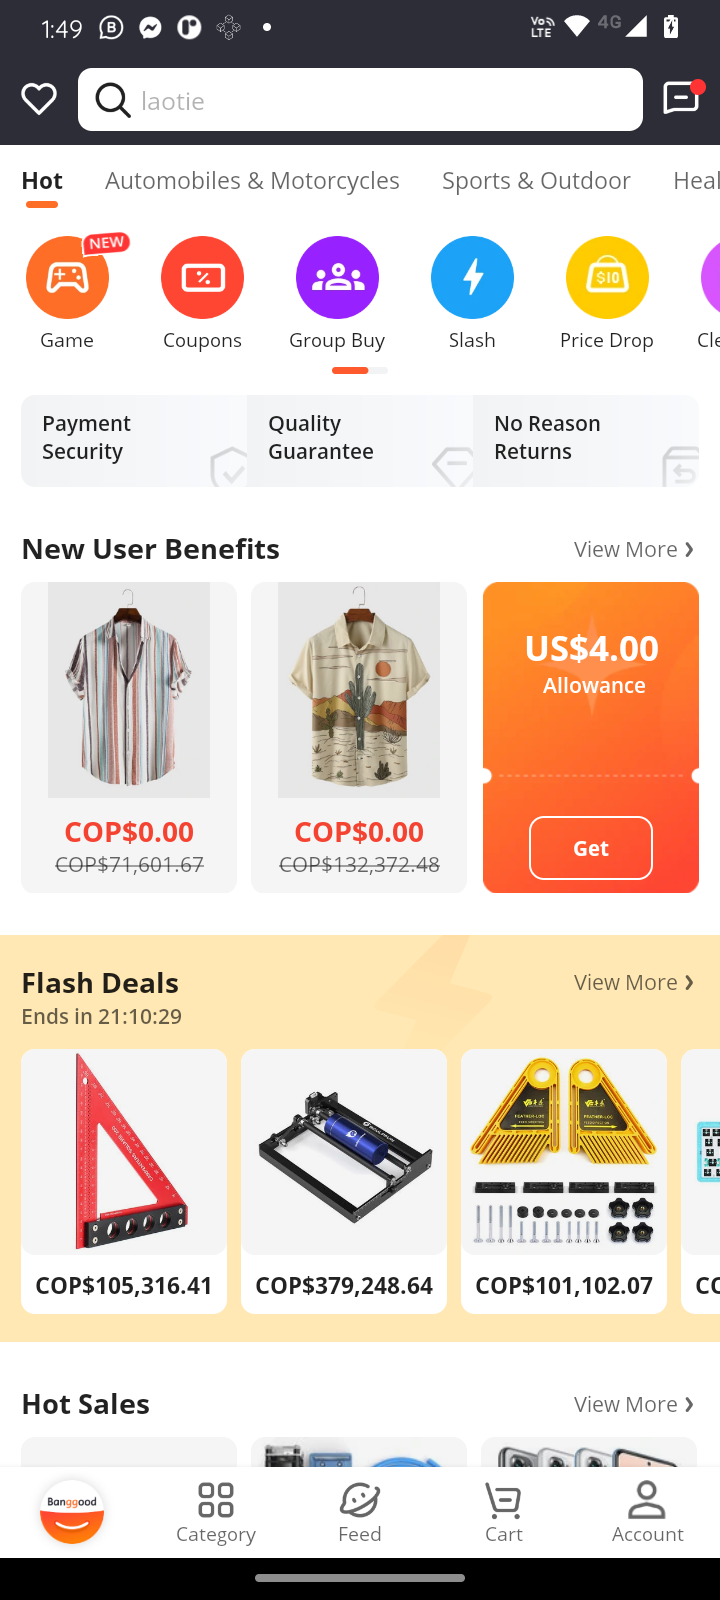 1:49
Vo
LTE
4G
laotie
Hot
Automobiles & Motorcycles
Sports & Outdoor
Heal
NEW
$10
Game
Coupons
Group Buy
Slash
Price Drop
Cle
Payment
Security
Quality
Guarantee
No Reason
Returns
New User Benefits
View More
COP$0.00
COP$71,601.67
COP$0.00
COP$132,372.48
US$4.00
Allowance
Get
Flash Deals
View More
Ends in 21:10:29
COP$105,316.41
COP$379,248.64
COP$101,102.07
CO
Hot Sales
View More
Banggood
Category
Feed
Cart
Account